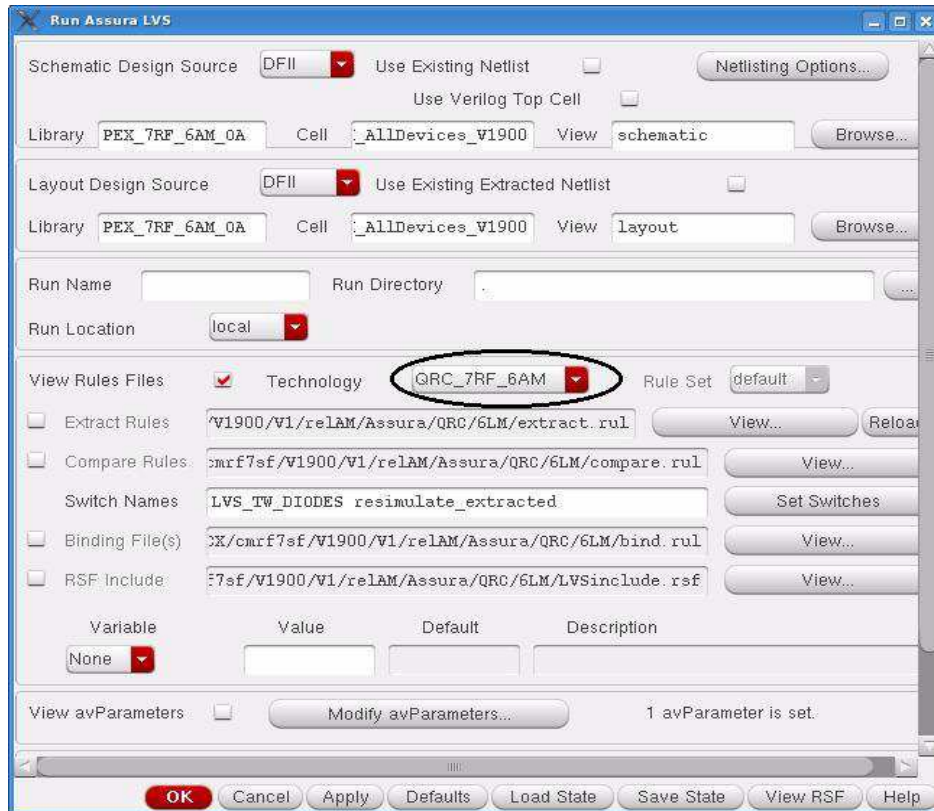 Run Assura LVS
Schematic Design Source DFII Use Existing Netlist Netlisting Options...
Use Verilog Top Cell
Library PEX_7RF_6AM_0A Cell _AllDevices_V1900 View schematic Browse...
Layout Design Source DFII Use Existing Extracted Netlist
Library PEX_7RF_6AM_0A Cell _AllDevices_V1900 View layout Browse...
Run Name Run Directory . ...
Run Location local
View Rules Files Technology QRC_7RF_6AM Rule Set default
Extract Rules /V1900/V1/relAM/Assura/QRC/6LM/extract.rul View... Reloa
Compare Rules cmrf7sf/V1900/V1/relAM/Assura/QRC/6LM/compare.rul View...
Switch Names LVS_TW_DIODES resimulate_extracted Set Switches
Binding File(s) CX/cmrf7sf/V1900/V1/relAM/Assura/QRC/6LM/bind.rul View...
RSF Include f7sf/V1900/V1/relAM/Assura/QRC/6LM/LVSinclude.rsf View...
Variable Value Default Description
None
View avParameters Modify avParameters... 1 avParameter is set.
OK Cancel Apply Defaults Load State Save State View RSF Help